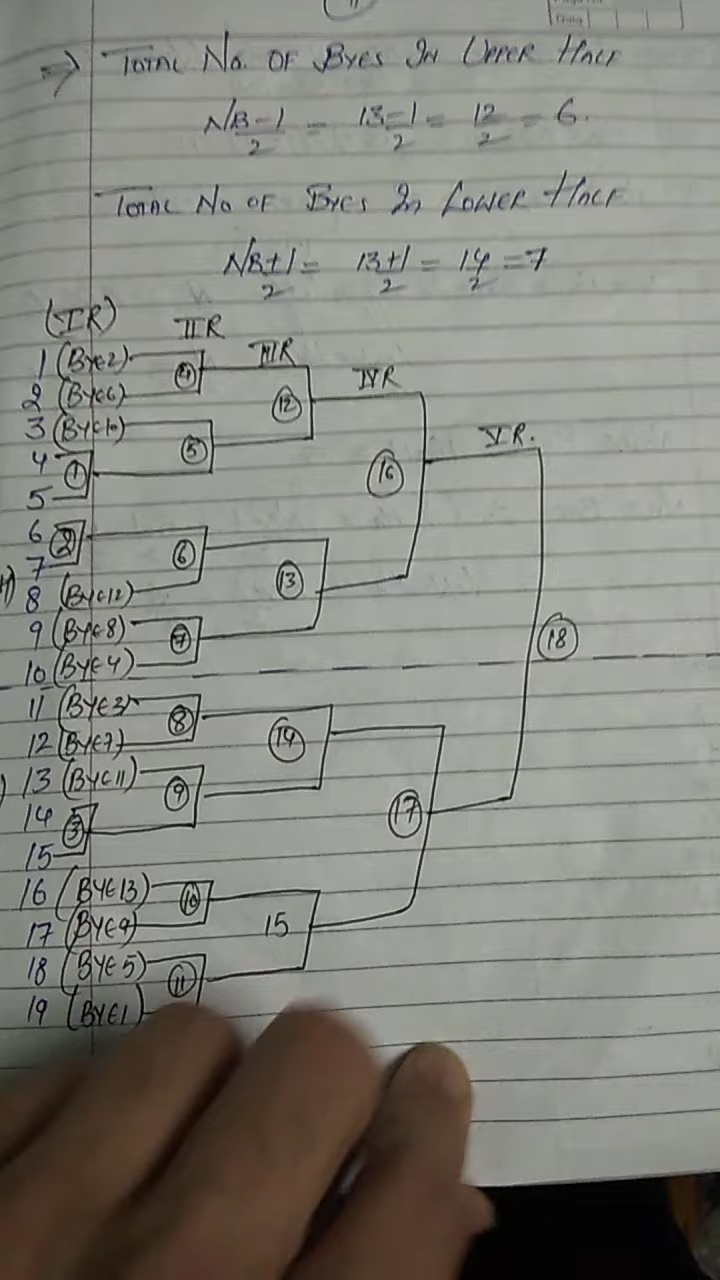 11
Date
⇒ TOTAL NO. OF BYES IN UPPER HALF
NB-1/2 = 13-1/2 = 12/2 = 6.
TOTAL NO OF BYES IN LOWER HALF
NB+1/2 = 13+1/2 = 14/2 = 7
(IR) IIR IIIR IVR VR.
1 (BYE2)
2 (BYE6) 4
3 (BYE10) 12
4 5
5 1 16
6 2
7 6
8 (BYE12) 13
9 (BYE8) 7 18
10 (BYE4)
11 (BYE3) 8
12 (BYE7) 14
13 (BYE11) 9
14 3 17
15
16 (BYE13) 10
17 (BYE9) 15
18 (BYE5) 11
19 (BYE1)